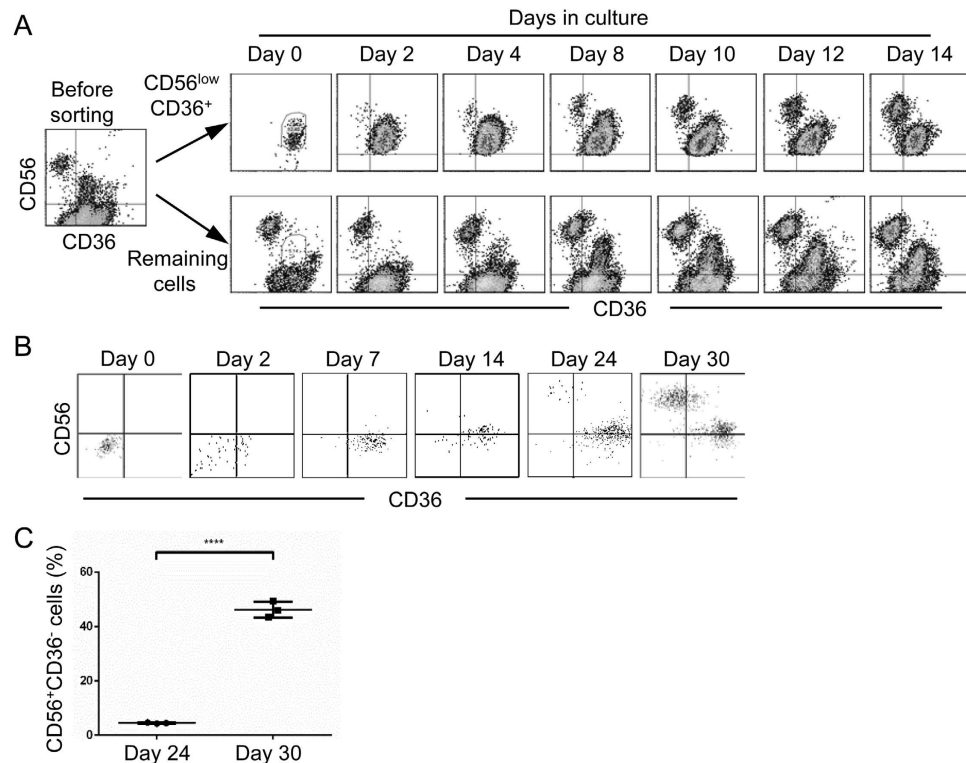 A
Days in culture
Day 0
Day 2
Day 4
Day 8
Day 10
Day 12
Day 14
Before
sorting
CD56low
CD36+
CD56
CD36
Remaining
cells
CD36
B
Day 0
Day 2
Day 7
Day 14
Day 24
Day 30
CD56
CD36
C
CD56+CD36- cells (%)
****
60
40
20
0
Day 24
Day 30